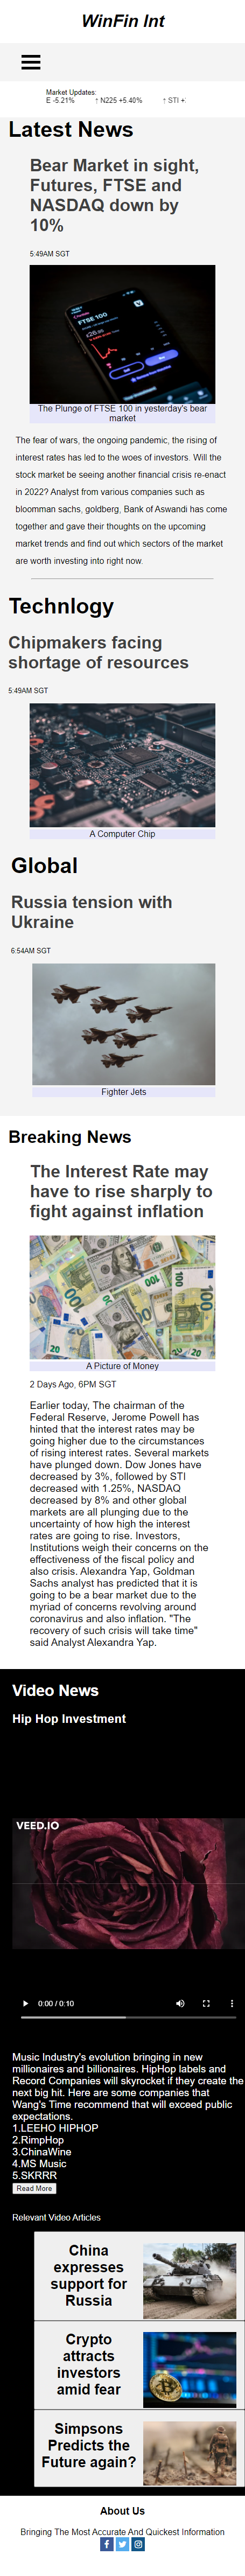 WinFin Int
Market Updates:
E -5.21% ↑ N225 +5.40% ↑ STI +
Latest News
Bear Market in sight,
Futures, FTSE and
NASDAQ down by
10%
5:49AM SGT
FTSE 100
The Plunge of FTSE 100 in yesterday's bear
market
The fear of wars, the ongoing pandemic, the rising of
interest rates has led to the woes of investors. Will the
stock market be seeing another financial crisis re-enact
in 2022? Analyst from various companies such as
bloomman sachs, goldberg, Bank of Aswandi has come
together and gave their thoughts on the upcoming
market trends and find out which sectors of the market
are worth investing into right now.
Technlogy
Chipmakers facing
shortage of resources
5:49AM SGT
A Computer Chip
Global
Russia tension with
Ukraine
6:54AM SGT
Fighter Jets
Breaking News
The Interest Rate may
have to rise sharply to
fight against inflation
A Picture of Money
2 Days Ago, 6PM SGT
Earlier today, The chairman of the
Federal Reserve, Jerome Powell has
hinted that the interest rates may be
going higher due to the circumstances
of rising interest rates. Several markets
have plunged down. Dow Jones have
decreased by 3%, followed by STI
decreased with 1.25%, NASDAQ
decreased by 8% and other global
markets are all plunging due to the
uncertainty of how high the interest
rates are going to rise. Investors,
Institutions weigh their concerns on the
effectiveness of the fiscal policy and
also crisis. Alexandra Yap, Goldman
Sachs analyst has predicted that it is
going to be a bear market due to the
myriad of concerns revolving around
coronavirus and also inflation. "The
recovery of such crisis will take time"
said Analyst Alexandra Yap.
Video News
Hip Hop Investment
VEED.IO
0:00 / 0:10
Music Industry's evolution bringing in new
millionaires and billionaires. HipHop labels and
Record Companies will skyrocket if they create the
next big hit. Here are some companies that
Wang's Time recommend that will exceed public
expectations.
1.LEEHO HIPHOP
2.RimpHop
3.ChinaWine
4.MS Music
5.SKRRR
Read More
Relevant Video Articles
China
expresses
support for
Russia
Crypto
attracts
investors
amid fear
Simpsons
Predicts the
Future again?
About Us
Bringing The Most Accurate And Quickest Information